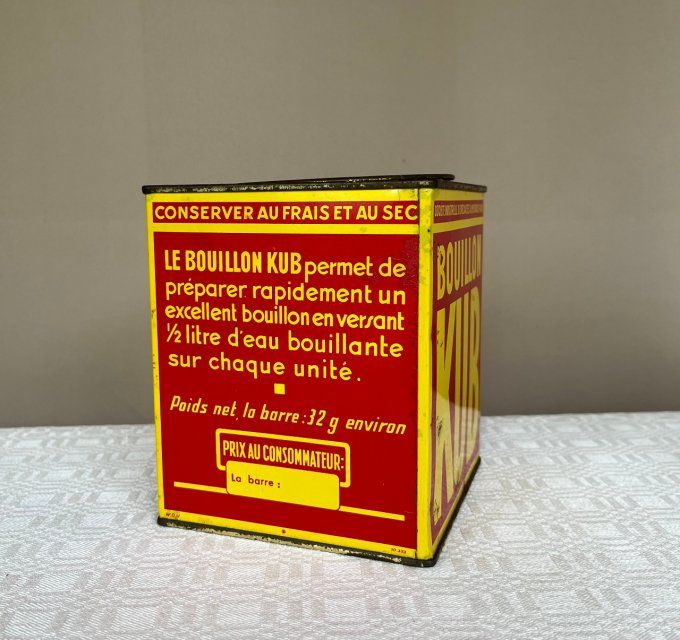 CONSERVER AU FRAIS ET AU SEC
LE BOUILLON KUB permet de
préparer rapidement un
excellent bouillon en versant
½ litre d'eau bouillante
sur chaque unité.
Poids net, la barre : 32 g environ
PRIX AU CONSOMMATEUR:
La barre :
BOUILLON
KUB